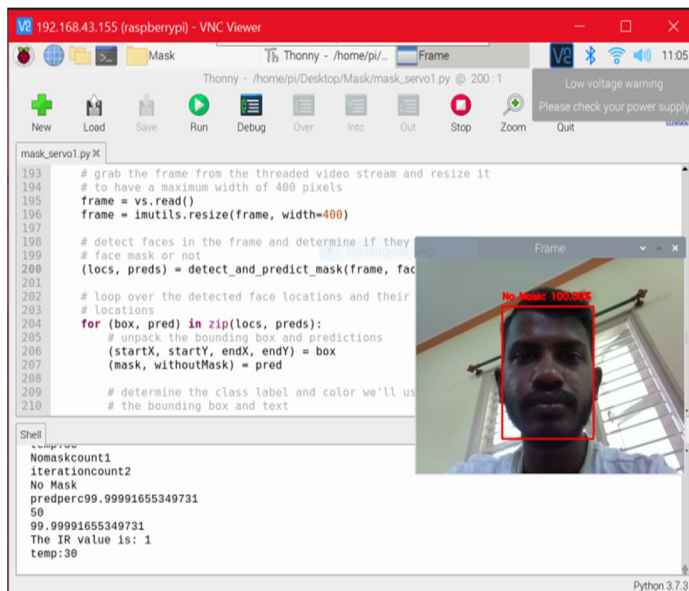 192.168.43.155 (raspberrypi) - VNC Viewer
Mask
Thonny - /home/pi/...
Frame
11:05
Thonny - /home/pi/Desktop/Mask/mask_servo1.py @ 200:1
Low voltage warning
Please check your power supply
New Load Save Run Debug Over Into Out Stop Zoom Quit
mask_servo1.py
193 # grab the frame from the threaded video stream and resize it
194 # to have a maximum width of 400 pixels
195 frame = vs.read()
196 frame = imutils.resize(frame, width=400)
197
198 # detect faces in the frame and determine if they
199 # face mask or not
200 (locs, preds) = detect_and_predict_mask(frame, fac
201
202 # loop over the detected face locations and their
203 # locations
204 for (box, pred) in zip(locs, preds):
205 # unpack the bounding box and predictions
206 (startX, startY, endX, endY) = box
207 (mask, withoutMask) = pred
208
209 # determine the class label and color we'll us
210 # the bounding box and text
Frame
No Mask: 100.00%
Shell
Nomaskcount1
iterationcount2
No Mask
predperc99.99991655349731
50
99.99991655349731
The IR value is: 1
temp:30
Python 3.7.3